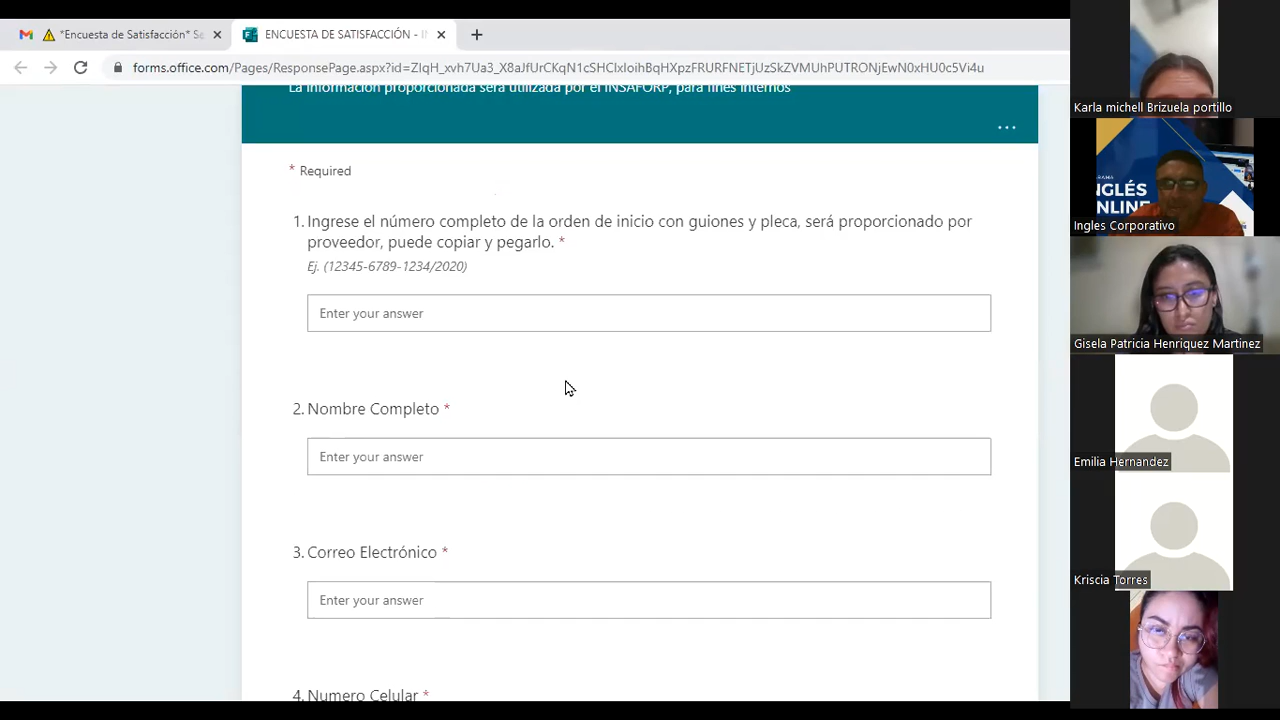 *Encuesta de Satisfacción* Se
ENCUESTA DE SATISFACCIÓN - I
forms.office.com/Pages/ResponsePage.aspx?id=ZIqH_xvh7Ua3_X8aJfUrCKqN1cSHCIxIoihBqHXpzFRURFNETjUzSkZVMUhPUTRONjEwN0xHU0c5Vi4u
La información proporcionada será utilizada por el INSAFORP, para fines internos
* Required
1. Ingrese el número completo de la orden de inicio con guiones y pleca, será proporcionado por
proveedor, puede copiar y pegarlo. *
Ej. (12345-6789-1234/2020)
Enter your answer
2. Nombre Completo *
Enter your answer
3. Correo Electrónico *
Enter your answer
4. Numero Celular *
Karla michell Brizuela portillo
INGLÉS
ONLINE
Ingles Corporativo
Gisela Patricia Henriquez Martinez
Emilia Hernandez
Kriscia Torres